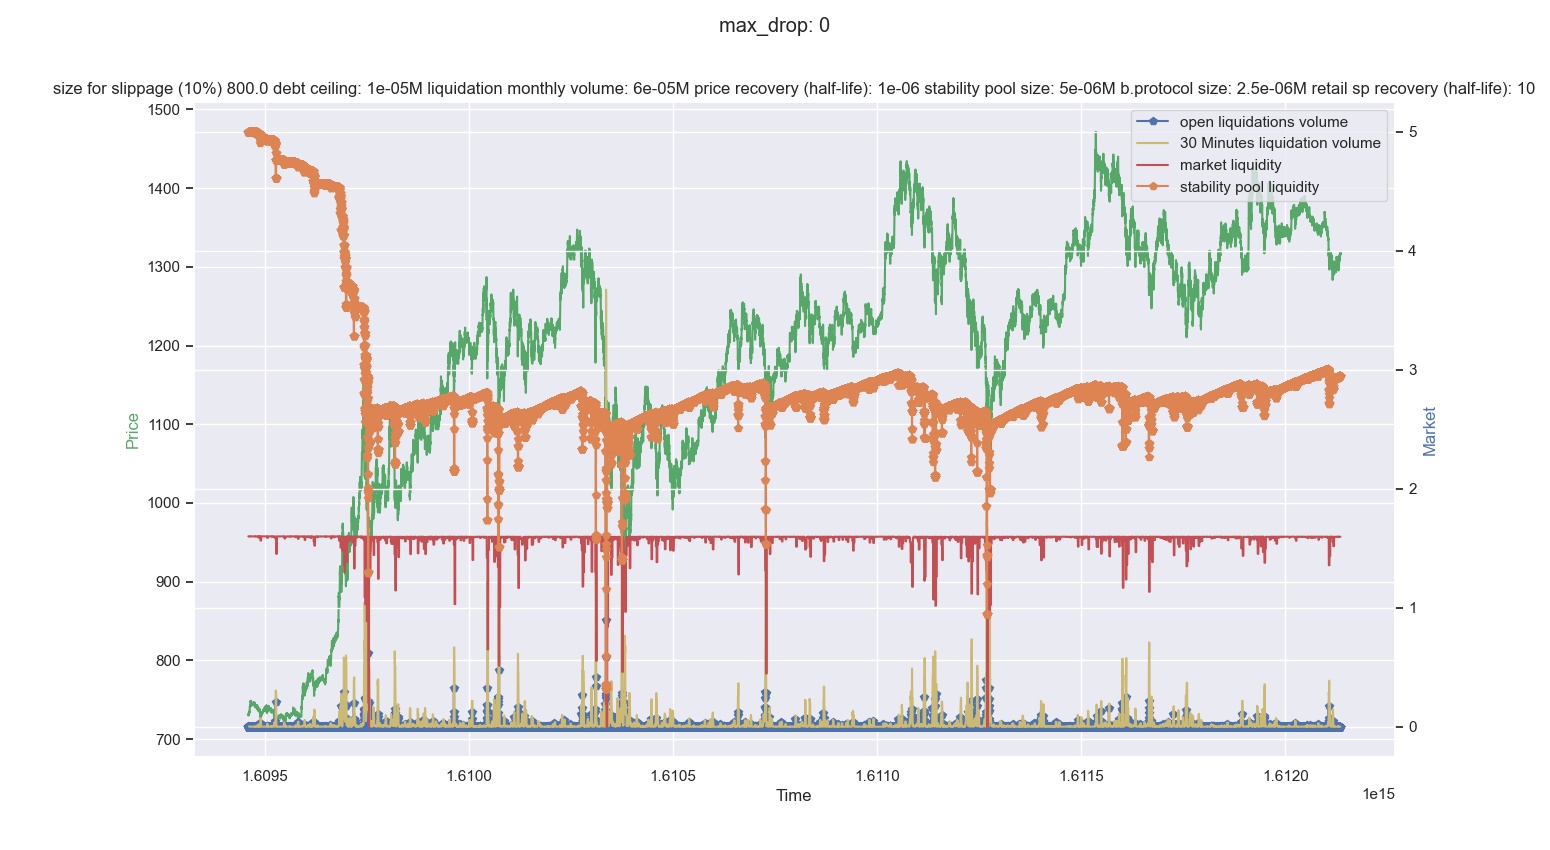 max_drop: 0
size for slippage (10%) 800.0 debt ceiling: 1e-05M liquidation monthly volume: 6e-05M price recovery (half-life): 1e-06 stability pool size: 5e-06M b.protocol size: 2.5e-06M retail sp recovery (half-life): 10
open liquidations volume
30 Minutes liquidation volume
market liquidity
stability pool liquidity
1500
1400
1300
1200
1100
1000
900
800
700
Price
5
4
3
2
1
0
Market
1.6095 1.6100 1.6105 1.6110 1.6115 1.6120
1e15
Time